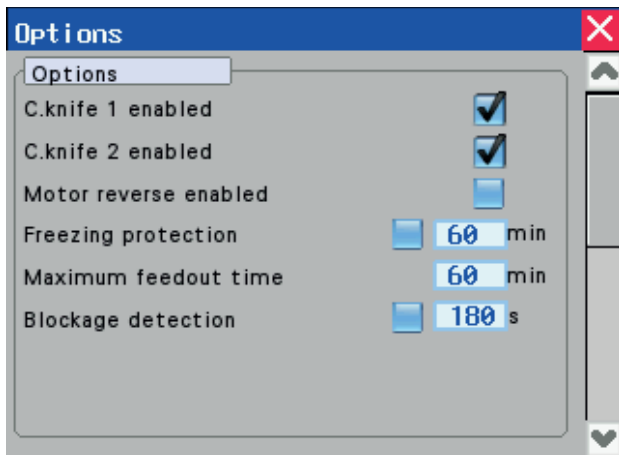 Options
Options
C.knife 1 enabled
C.knife 2 enabled
Motor reverse enabled
Freezing protection 60 min
Maximum feedout time 60 min
Blockage detection 180 s